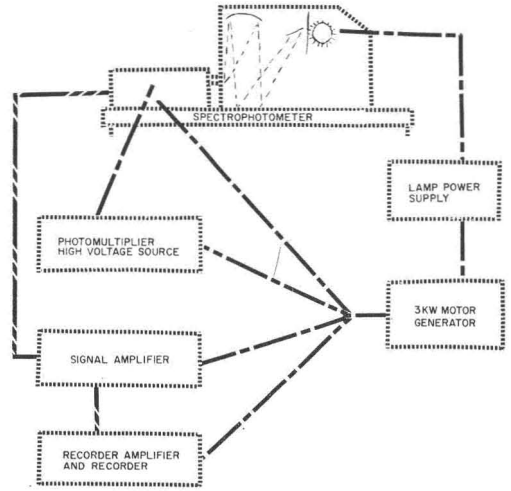 SPECTROPHOTOMETER
LAMP POWER
SUPPLY
PHOTOMULTIPLIER
HIGH VOLTAGE SOURCE
3KW MOTOR
GENERATOR
SIGNAL AMPLIFIER
RECORDER AMPLIFIER
AND RECORDER